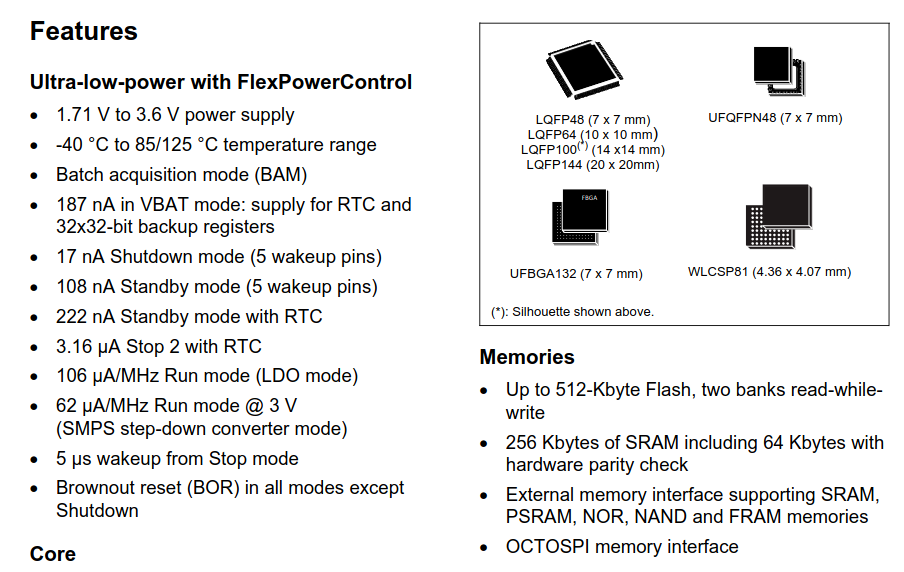 Features
Ultra-low-power with FlexPowerControl
• 1.71 V to 3.6 V power supply
• -40 °C to 85/125 °C temperature range
• Batch acquisition mode (BAM)
• 187 nA in VBAT mode: supply for RTC and
32x32-bit backup registers
• 17 nA Shutdown mode (5 wakeup pins)
• 108 nA Standby mode (5 wakeup pins)
• 222 nA Standby mode with RTC
• 3.16 µA Stop 2 with RTC
• 106 µA/MHz Run mode (LDO mode)
• 62 µA/MHz Run mode @ 3 V
(SMPS step-down converter mode)
• 5 µs wakeup from Stop mode
• Brownout reset (BOR) in all modes except
Shutdown
Core
LQFP48 (7 x 7 mm)
LQFP64 (10 x 10 mm)
LQFP100(*) (14 x14 mm)
LQFP144 (20 x 20mm)
UFQFPN48 (7 x 7 mm)
FBGA
UFBGA132 (7 x 7 mm)
WLCSP81 (4.36 x 4.07 mm)
(*): Silhouette shown above.
Memories
• Up to 512-Kbyte Flash, two banks read-while-
write
• 256 Kbytes of SRAM including 64 Kbytes with
hardware parity check
• External memory interface supporting SRAM,
PSRAM, NOR, NAND and FRAM memories
• OCTOSPI memory interface